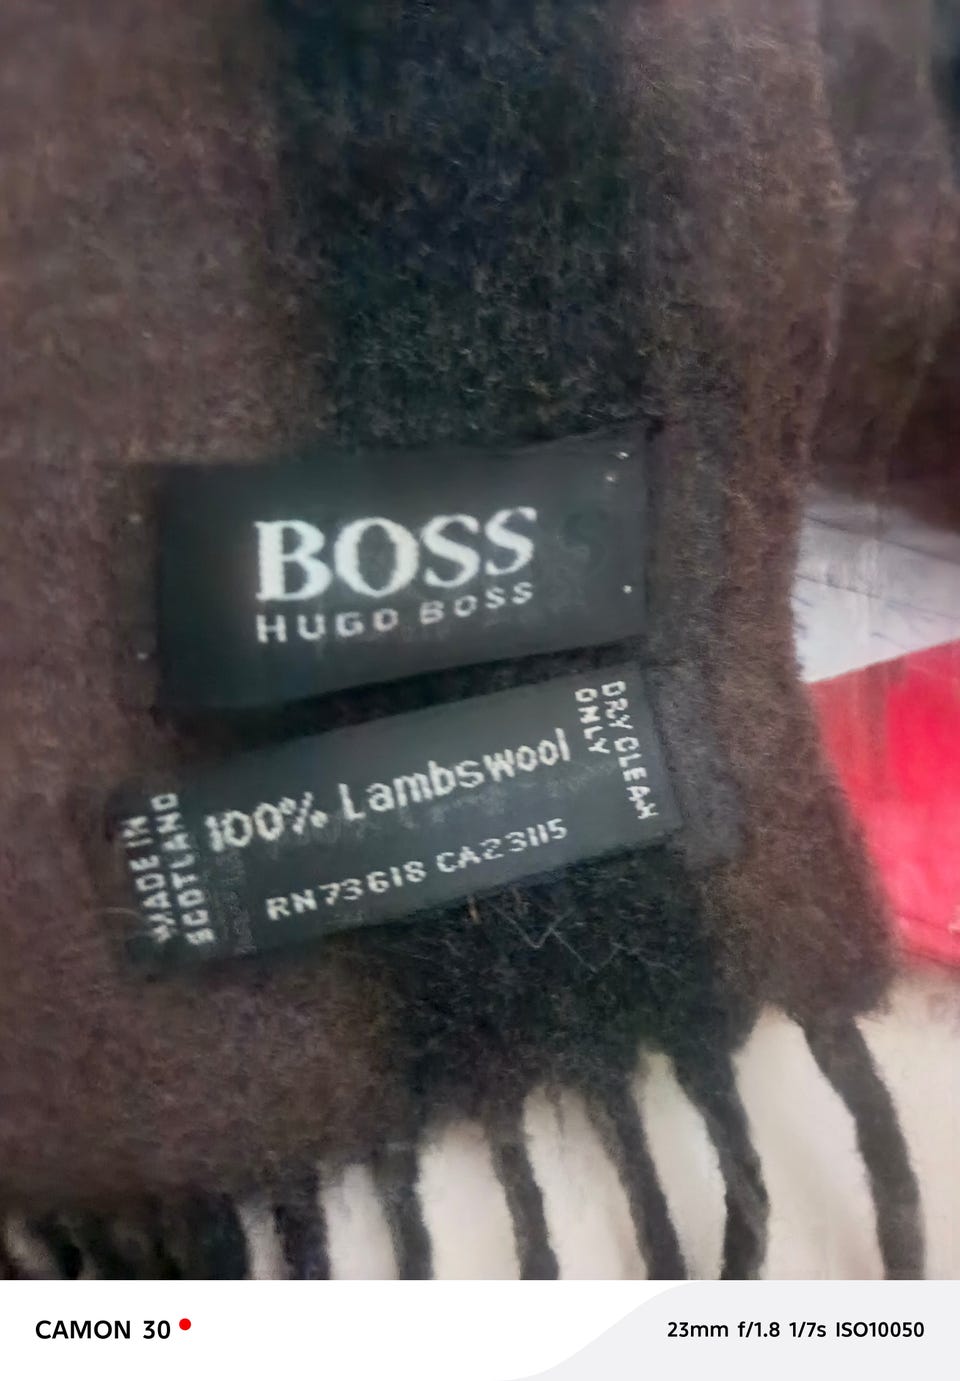 BOSS
HUGO BOSS
DRY CLEAN
ONLY
100% Lambswool
RN73618 CA23115
MADE IN
SCOTLAND
CAMON 30
23mm f/1.8 1/7s ISO10050